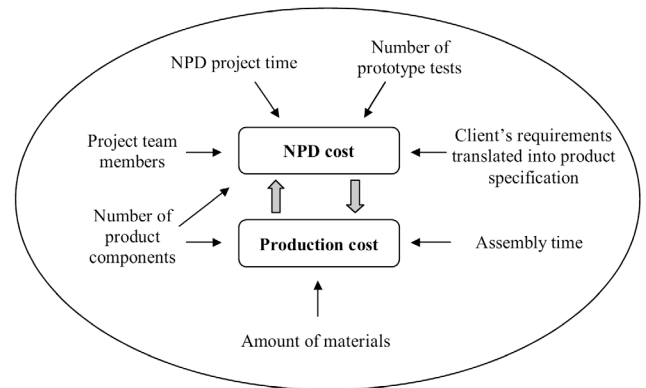 NPD project time
Number of
prototype tests
Project team
members
NPD cost
Client’s requirements
translated into product
specification
Number of
product
components
Production cost
Assembly time
Amount of materials